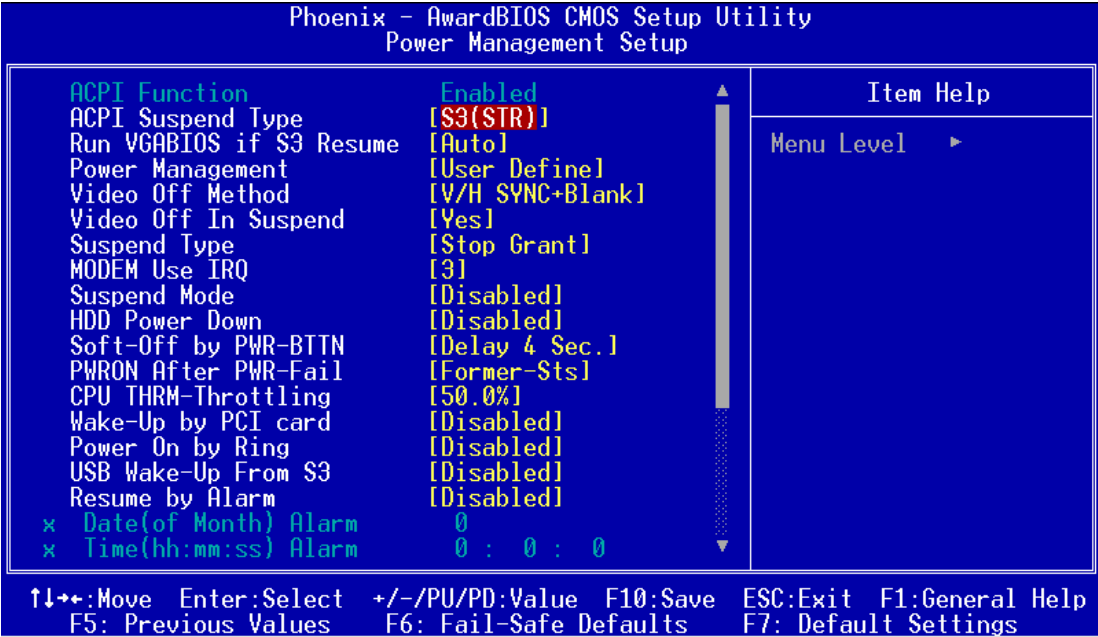 Phoenix - AwardBIOS CMOS Setup Utility
Power Management Setup
ACPI Function Enabled
ACPI Suspend Type [S3(STR)]
Run VGABIOS if S3 Resume [Auto]
Power Management [User Define]
Video Off Method [V/H SYNC+Blank]
Video Off In Suspend [Yes]
Suspend Type [Stop Grant]
MODEM Use IRQ [3]
Suspend Mode [Disabled]
HDD Power Down [Disabled]
Soft-Off by PWR-BTTN [Delay 4 Sec.]
PWRON After PWR-Fail [Former-Sts]
CPU THRM-Throttling [50.0%]
Wake-Up by PCI card [Disabled]
Power On by Ring [Disabled]
USB Wake-Up From S3 [Disabled]
Resume by Alarm [Disabled]
x Date(of Month) Alarm 0
x Time(hh:mm:ss) Alarm 0 : 0 : 0
Item Help
Menu Level ►
↑↓→←:Move Enter:Select +/-/PU/PD:Value F10:Save ESC:Exit F1:General Help
F5: Previous Values F6: Fail-Safe Defaults F7: Default Settings